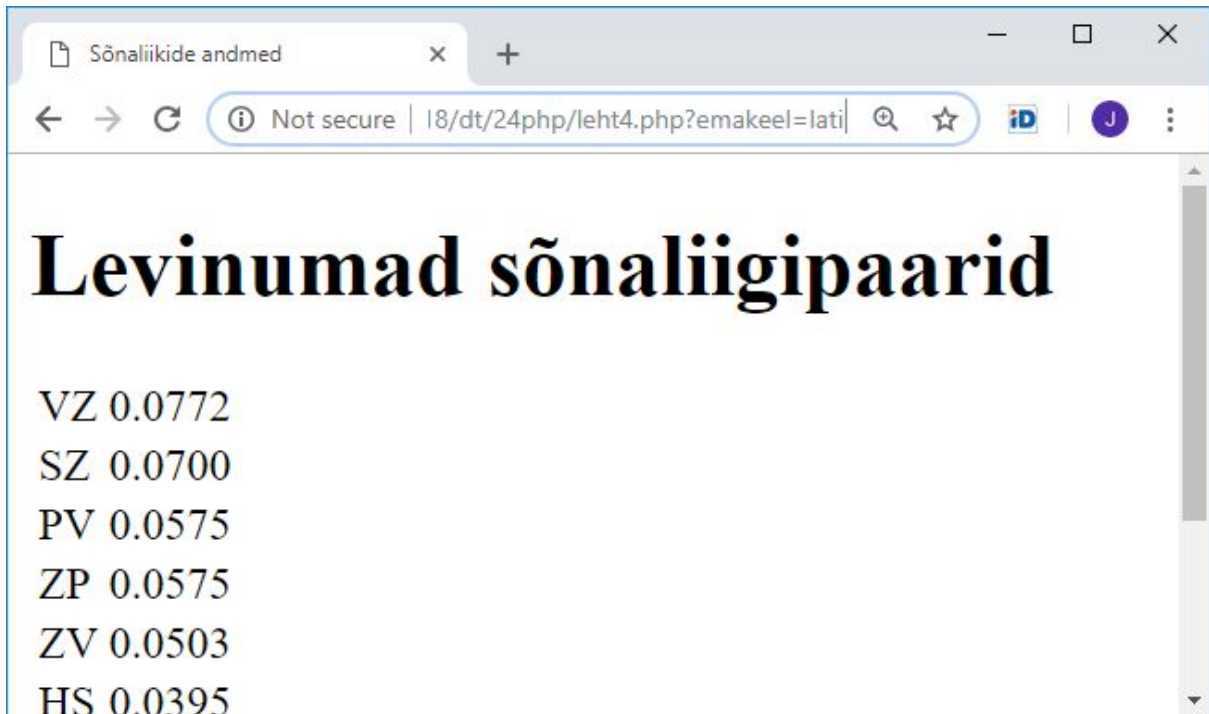 Sõnaliikide andmed
Not secure | 18/dt/24php/leht4.php?emakeel=lati
iD
J
Levinumad sõnaliigipaarid
VZ 0.0772
SZ 0.0700
PV 0.0575
ZP 0.0575
ZV 0.0503
HS 0.0395